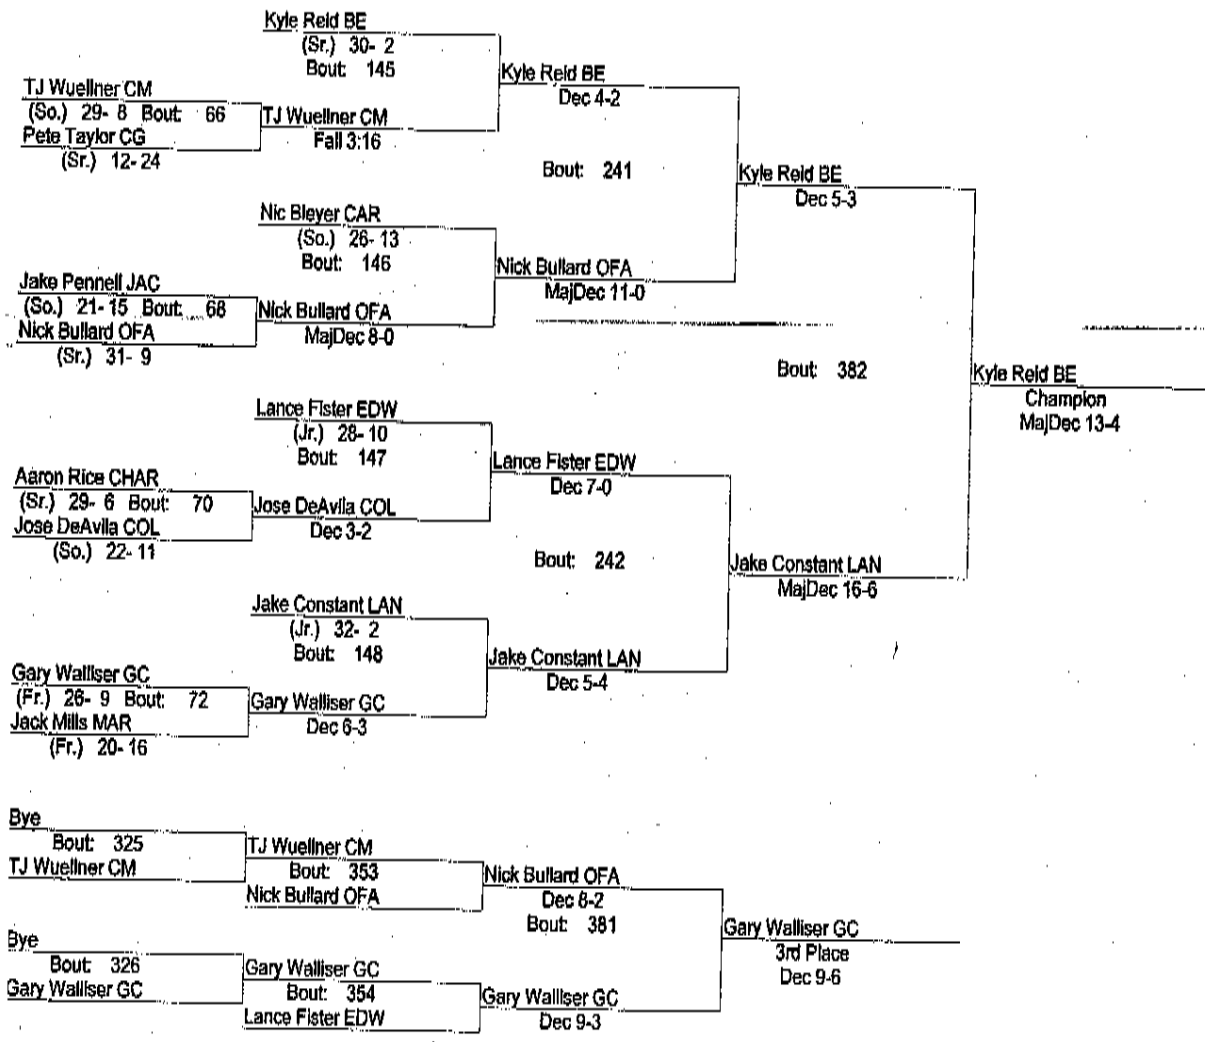 Kyle Reid BE
(Sr.) 30- 2
Bout: 145
Kyle Reid BE
Dec 4-2
TJ Wuellner CM
(So.) 29- 8 Bout: 66
Pete Taylor CG
(Sr.) 12- 24
TJ Wuellner CM
Fall 3:16
Bout: 241
Kyle Reid BE
Dec 5-3
Nic Bleyer CAR
(So.) 26- 13
Bout: 146
Nick Bullard OFA
MajDec 11-0
Jake Pennell JAC
(So.) 21- 15 Bout: 68
Nick Bullard OFA
(Sr.) 31- 9
Nick Bullard OFA
MajDec 8-0
Bout: 382
Kyle Reid BE
Champion
MajDec 13-4
Lance Fister EDW
(Jr.) 28- 10
Bout: 147
Lance Fister EDW
Dec 7-0
Aaron Rice CHAR
(Sr.) 29- 6 Bout: 70
Jose DeAvila COL
(So.) 22- 11
Jose DeAvila COL
Dec 3-2
Bout: 242
Jake Constant LAN
MajDec 16-6
Jake Constant LAN
(Jr.) 32- 2
Bout: 148
Jake Constant LAN
Dec 5-4
Gary Walliser GC
(Fr.) 26- 9 Bout: 72
Jack Mills MAR
(Fr.) 20- 16
Gary Walliser GC
Dec 6-3
Bye
Bout: 325
TJ Wuellner CM
TJ Wuellner CM
Bout: 353
Nick Bullard OFA
Nick Bullard OFA
Dec 8-2
Bout: 381
Gary Walliser GC
3rd Place
Dec 9-6
Bye
Bout: 326
Gary Walliser GC
Gary Walliser GC
Bout: 354
Lance Fister EDW
Gary Walliser GC
Dec 9-3